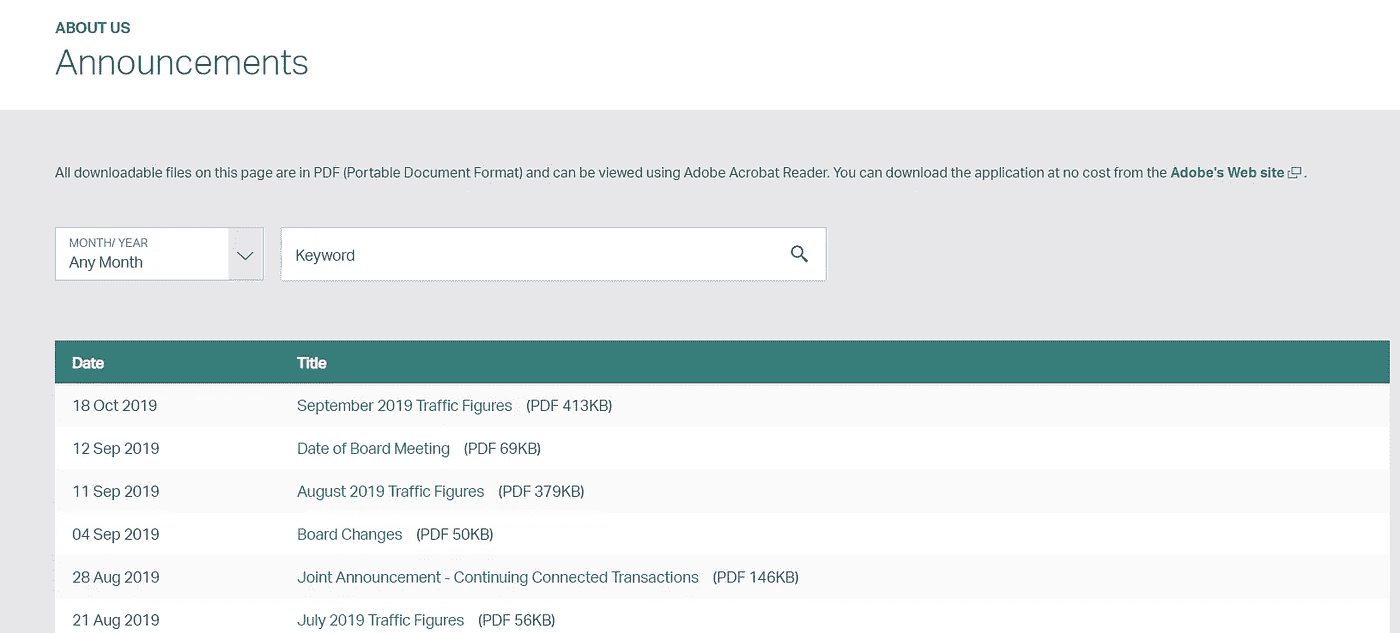 ABOUT US
Announcements
All downloadable files on this page are in PDF (Portable Document Format) and can be viewed using Adobe Acrobat Reader. You can download the application at no cost from the Adobe's Web site.
MONTH/ YEAR
Any Month
Keyword
Date Title
18 Oct 2019 September 2019 Traffic Figures (PDF 413KB)
12 Sep 2019 Date of Board Meeting (PDF 69KB)
11 Sep 2019 August 2019 Traffic Figures (PDF 379KB)
04 Sep 2019 Board Changes (PDF 50KB)
28 Aug 2019 Joint Announcement - Continuing Connected Transactions (PDF 146KB)
21 Aug 2019 July 2019 Traffic Figures (PDF 56KB)